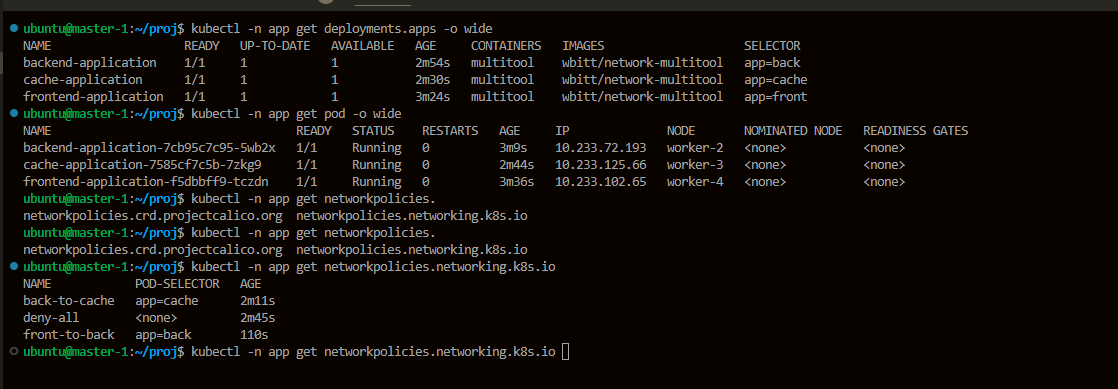 ubuntu@master-1:~/proj$ kubectl -n app get deployments.apps -o wide
NAME READY UP-TO-DATE AVAILABLE AGE CONTAINERS IMAGES SELECTOR
backend-application 1/1 1 1 2m54s multitool wbitt/network-multitool app=back
cache-application 1/1 1 1 2m30s multitool wbitt/network-multitool app=cache
frontend-application 1/1 1 1 3m24s multitool wbitt/network-multitool app=front
ubuntu@master-1:~/proj$ kubectl -n app get pod -o wide
NAME READY STATUS RESTARTS AGE IP NODE NOMINATED NODE READINESS GATES
backend-application-7cb95c7c95-5wb2x 1/1 Running 0 3m9s 10.233.72.193 worker-2 <none> <none>
cache-application-7585cf7c5b-7zkg9 1/1 Running 0 2m44s 10.233.125.66 worker-3 <none> <none>
frontend-application-f5dbbff9-tczdn 1/1 Running 0 3m36s 10.233.102.65 worker-4 <none> <none>
ubuntu@master-1:~/proj$ kubectl -n app get networkpolicies.
networkpolicies.crd.projectcalico.org networkpolicies.networking.k8s.io
ubuntu@master-1:~/proj$ kubectl -n app get networkpolicies.
networkpolicies.crd.projectcalico.org networkpolicies.networking.k8s.io
ubuntu@master-1:~/proj$ kubectl -n app get networkpolicies.networking.k8s.io
NAME POD-SELECTOR AGE
back-to-cache app=cache 2m11s
deny-all <none> 2m45s
front-to-back app=back 110s
ubuntu@master-1:~/proj$ kubectl -n app get networkpolicies.networking.k8s.io